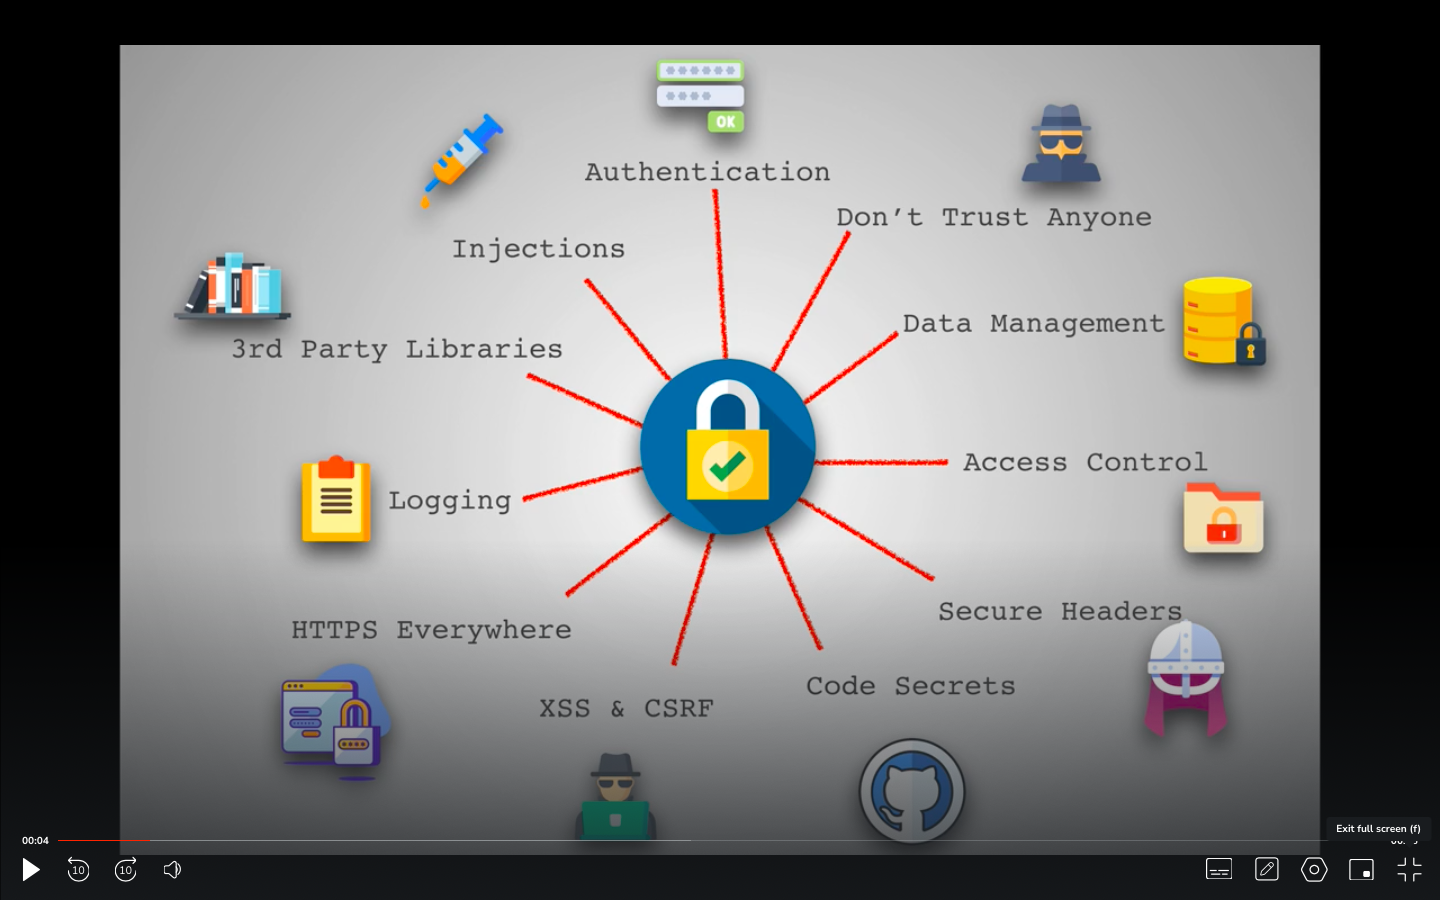 OK
Authentication
Don’t Trust Anyone
Injections
Data Management
3rd Party Libraries
Access Control
Logging
Secure Headers
HTTPS Everywhere
Code Secrets
XSS & CSRF
Exit full screen (f)
00:04
10
10